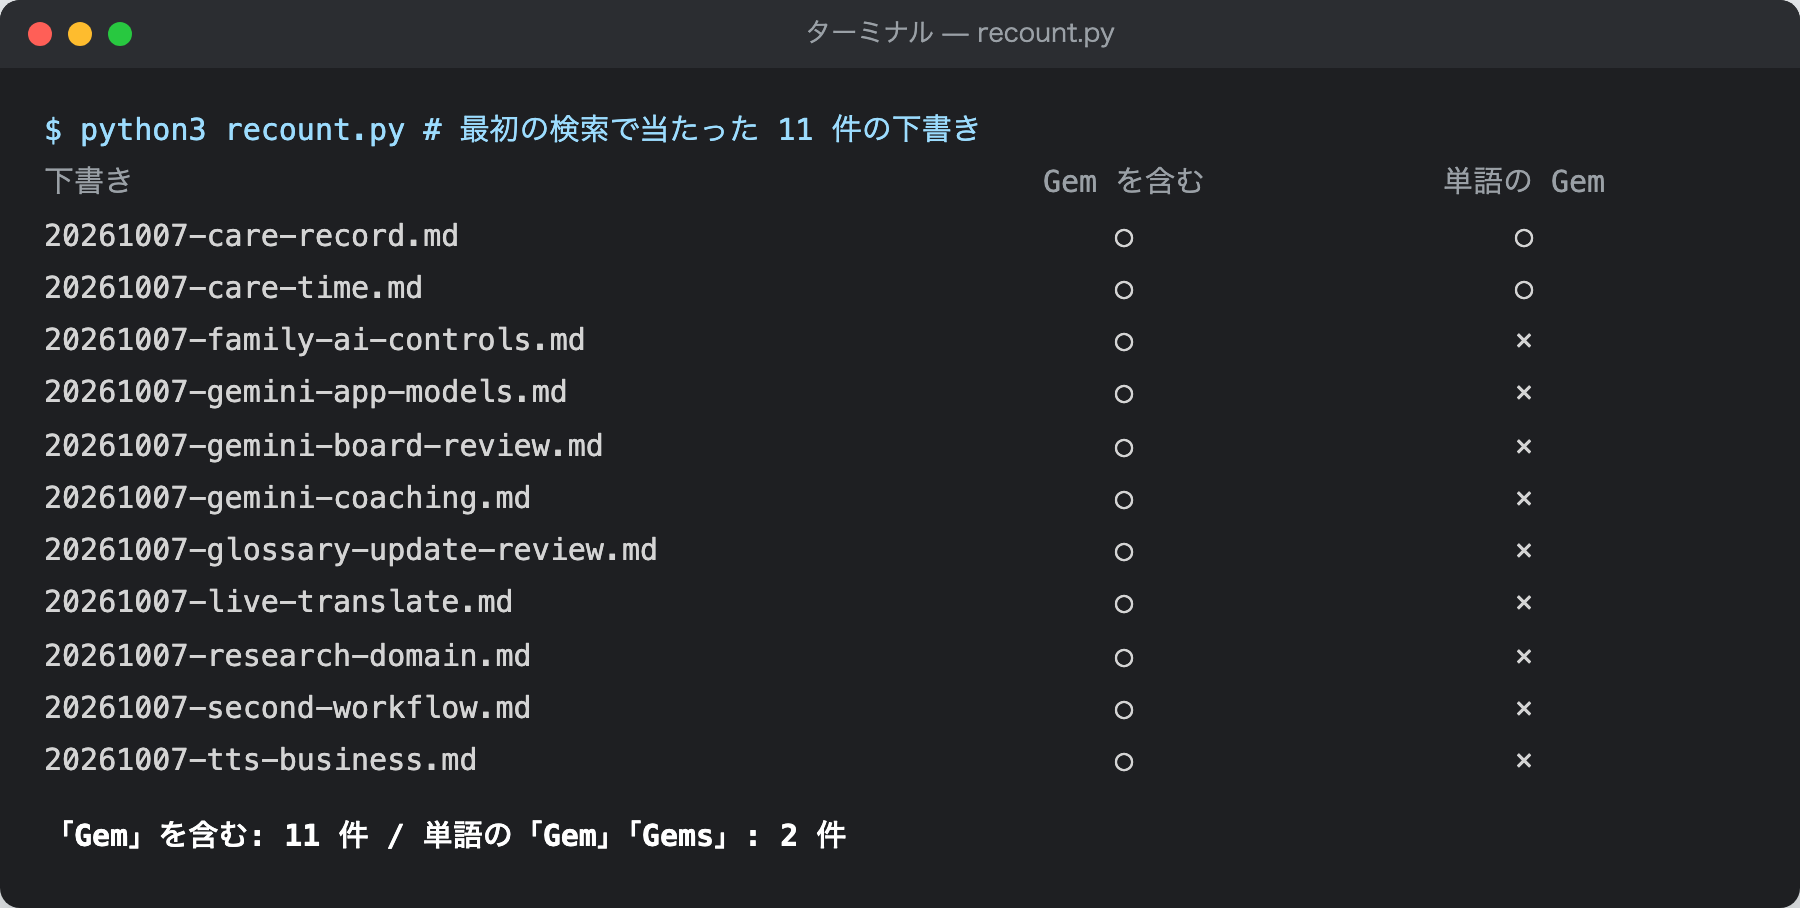 ターミナル — recount.py
$ python3 recount.py # 最初の検索で当たった 11 件の下書き
下書き Gem を含む 単語の Gem
20261007-care-record.md ○ ○
20261007-care-time.md ○ ○
20261007-family-ai-controls.md ○ ×
20261007-gemini-app-models.md ○ ×
20261007-gemini-board-review.md ○ ×
20261007-gemini-coaching.md ○ ×
20261007-glossary-update-review.md ○ ×
20261007-live-translate.md ○ ×
20261007-research-domain.md ○ ×
20261007-second-workflow.md ○ ×
20261007-tts-business.md ○ ×
「Gem」を含む: 11 件 / 単語の「Gem」「Gems」: 2 件